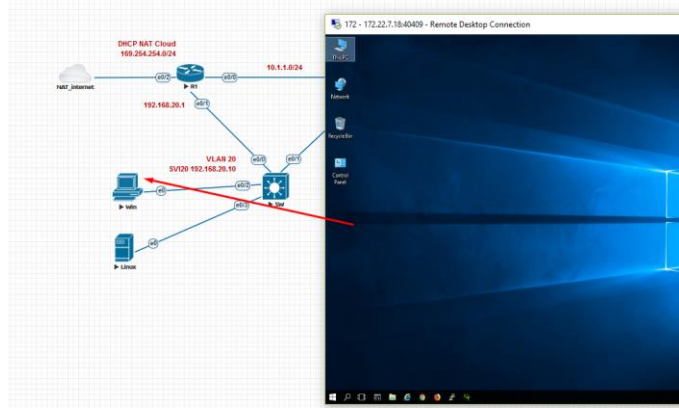 172 - 172.22.7.18:40409 - Remote Desktop Connection
DHCP NAT Cloud
169.254.254.0/24
This PC
10.1.1.0/24
e0/2
e0/0
NAT_internet
R1
Network
192.168.20.1
e0/1
Recycle Bin
VLAN 20
SVI20 192.168.20.10
e0/0
e0/1
Control
Panel
e0
e0/2
Win
e0/3
SW
e0
Linux